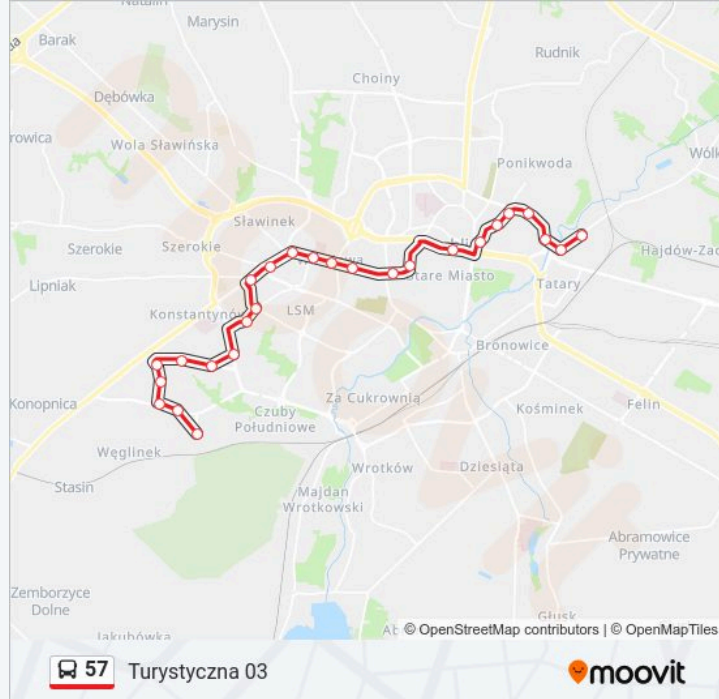 Natalin
Marysin
Barak
Rudnik
Choiny
Dębówka
Wola Sławińska
Ponikwoda
Sławinek
Szerokie
Szerokie
Hajdów-Zad
Lipniak
Stare Miasto
Tatary
Konstantynów
LSM
Bronowice
Za Cukrownią
Konopnica
Czuby
Południowe
Kośminek
Felin
Węglinek
Wrotków
Dziesiąta
Stasin
Majdan
Wrotkowski
Abramowice
Prywatne
Zemborzyce
Dolne
Głusk
Jakubówka
© OpenStreetMap contributors | © OpenMapTiles
57 Turystyczna 03
moovit